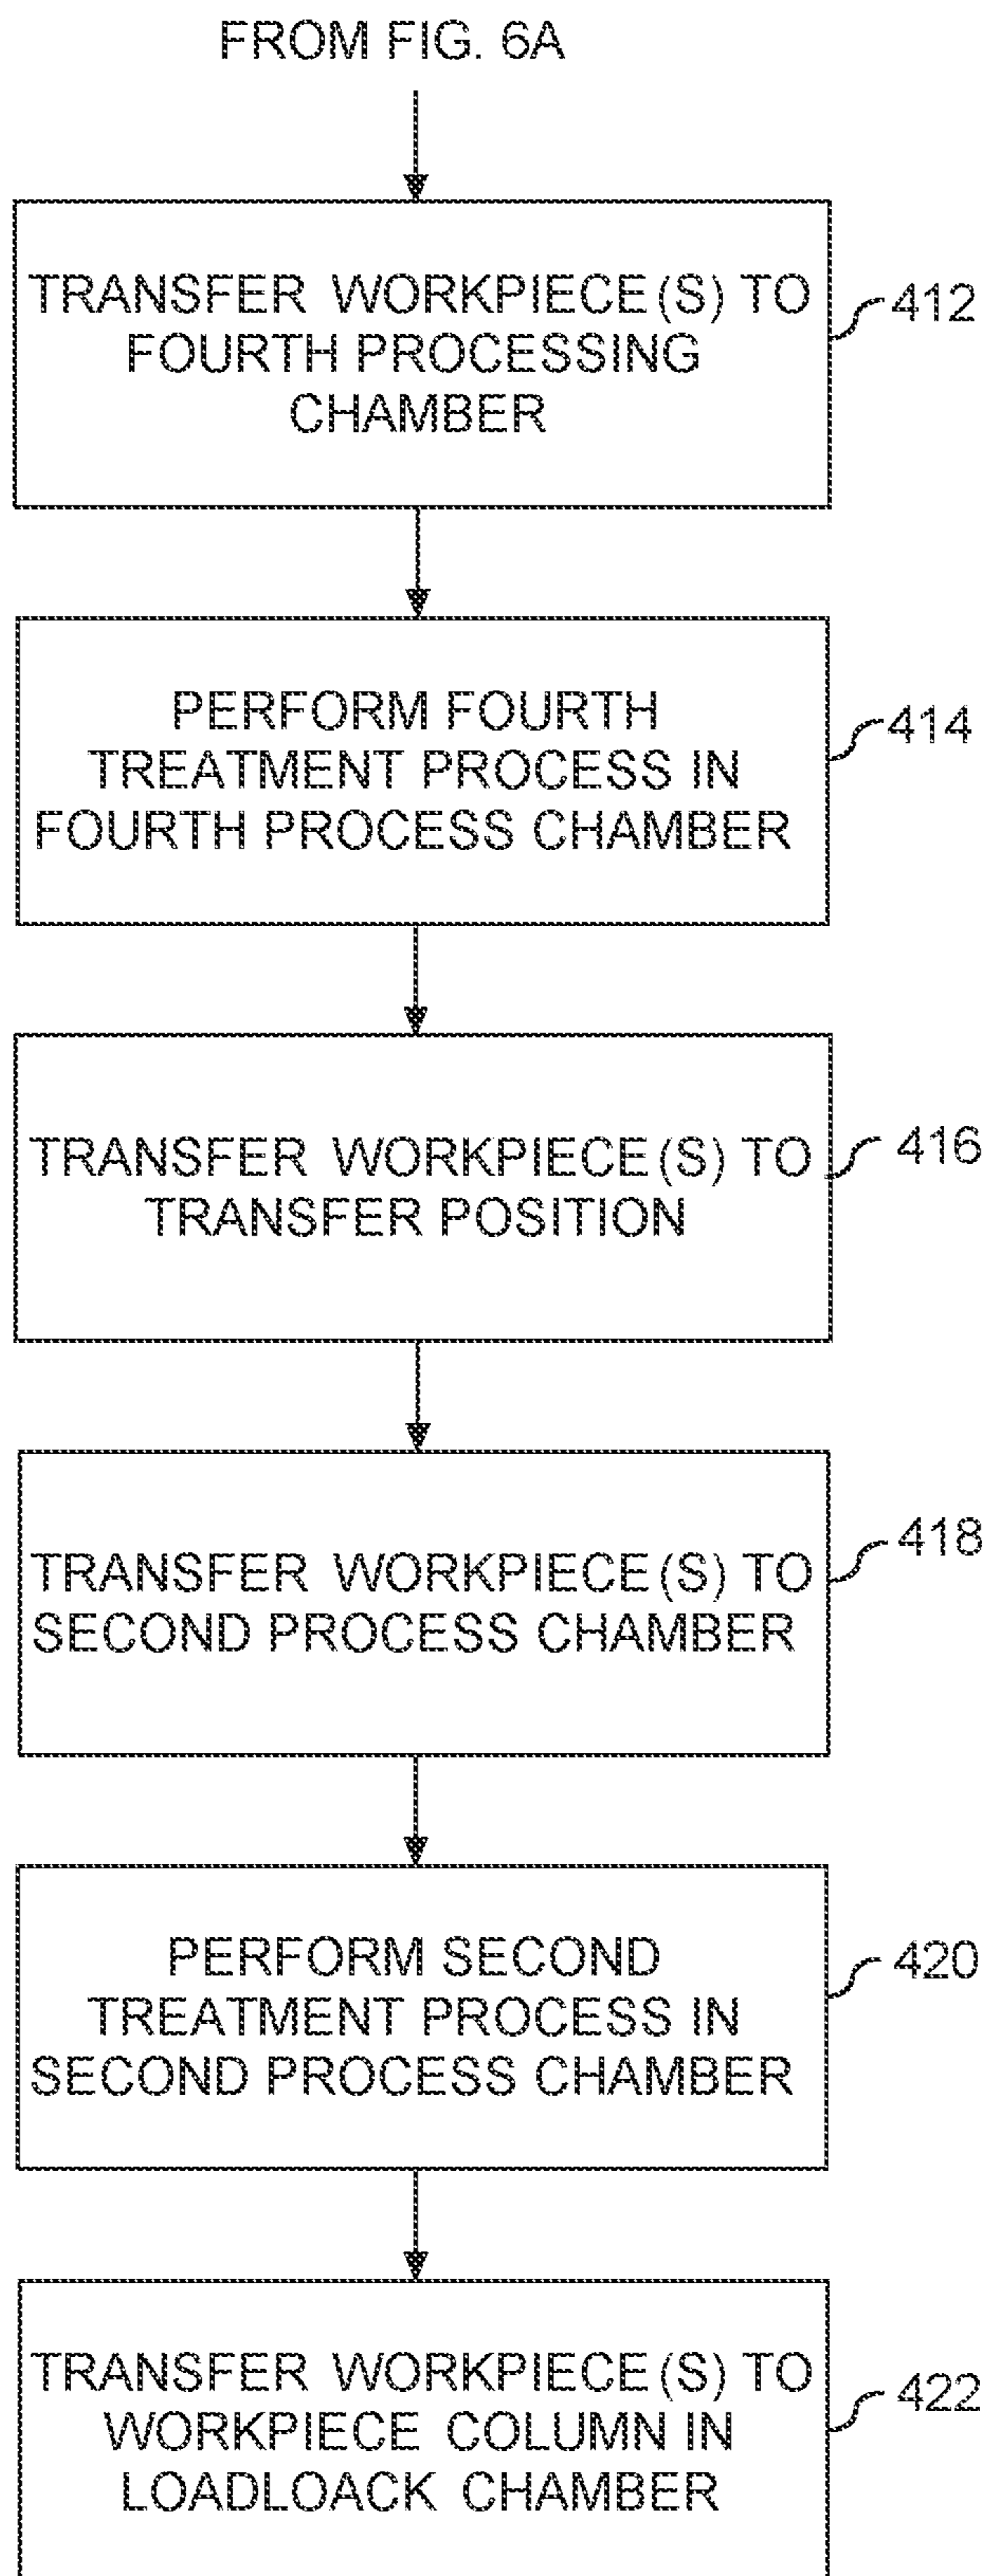 FROM FIG. 6A
TRANSFER WORKPIECE(S) TO
FOURTH PROCESSING
CHAMBER
412
PERFORM FOURTH
TREATMENT PROCESS IN
FOURTH PROCESS CHAMBER
414
TRANSFER WORKPIECE(S) TO
TRANSFER POSITION
416
TRANSFER WORKPIECE(S) TO
SECOND PROCESS CHAMBER
418
PERFORM SECOND
TREATMENT PROCESS IN
SECOND PROCESS CHAMBER
420
TRANSFER WORKPIECE(S) TO
WORKPIECE COLUMN IN
LOADLOACK CHAMBER
422